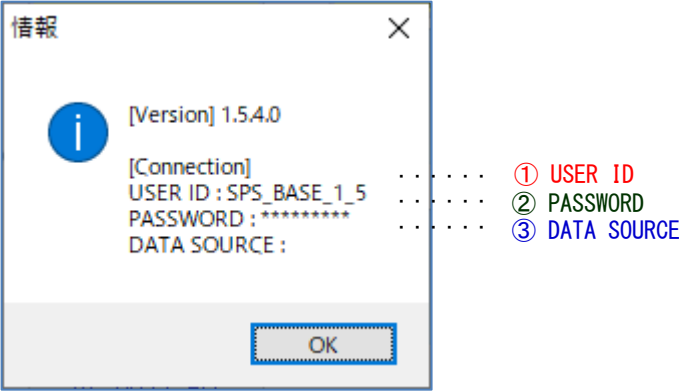 情報
[Version] 1.5.4.0
[Connection]
USER ID : SPS_BASE_1_5 ・・・・・・ ① USER ID
PASSWORD : ********* ・・・・・・ ② PASSWORD
DATA SOURCE : ・・・・・・ ③ DATA SOURCE
OK